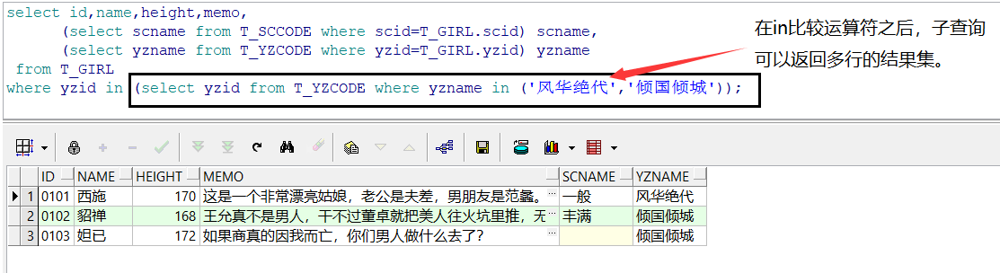 select id,name,height,memo,
(select scname from T_SCCODE where scid=T_GIRL.scid) scname,
(select yzname from T_YZCODE where yzid=T_GIRL.yzid) yzname
from T_GIRL
where yzid in (select yzid from T_YZCODE where yzname in ('风华绝代','倾国倾城'));
在in比较运算符之后，子查询
可以返回多行的结果集。
ID NAME HEIGHT MEMO SCNAME YZNAME
1 0101 西施 170 这是一个非常漂亮姑娘，老公是夫差，男朋友是范蠡。 … 一般 风华绝代
2 0102 貂禅 168 王允真不是男人，干不过董卓就把美人往火坑里推，无 … 丰满 倾国倾城
3 0103 妲已 172 如果商真的因我而亡，你们男人做什么去了？ … 倾国倾城